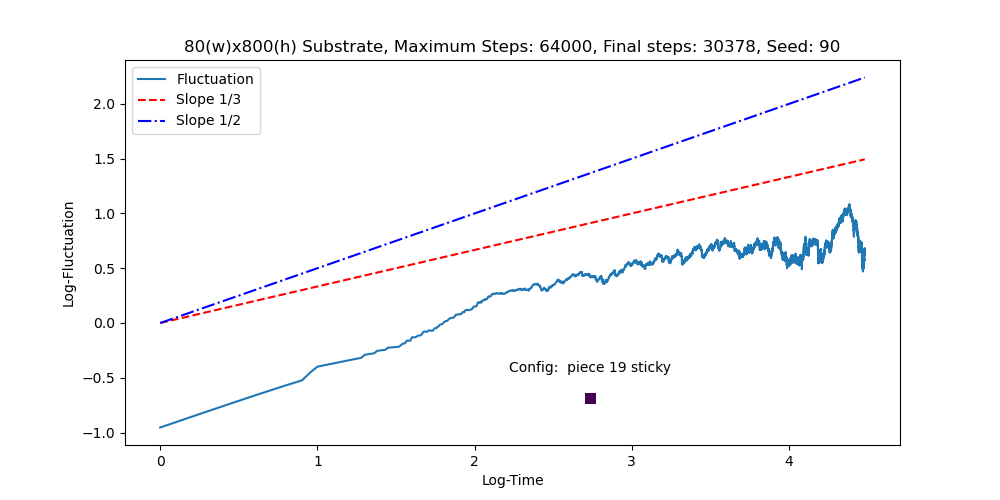 80(w)x800(h) Substrate, Maximum Steps: 64000, Final steps: 30378, Seed: 90
Fluctuation
Slope 1/3
Slope 1/2
2.0
1.5
1.0
0.5
0.0
−0.5
−1.0
Log-Fluctuation
Config:  piece 19 sticky
0
1
2
3
4
Log-Time